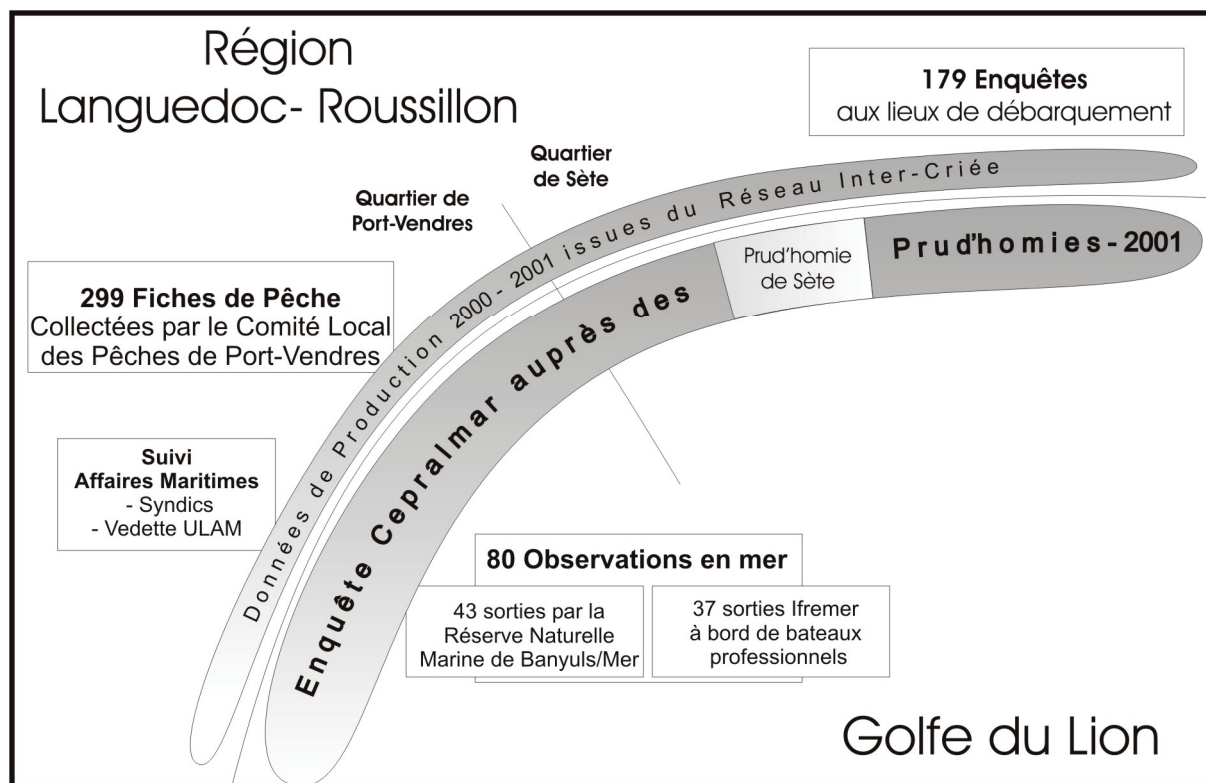 Région
Languedoc- Roussillon
179 Enquêtes
aux lieux de débarquement
Quartier
de Sète
Quartier de
Port-Vendres
Données de Production 2000 - 2001 issues du Réseau Inter-Criée
Enquête Cepralmar auprès des
Prud'homie
de Sète
Prud'homies - 2001
299 Fiches de Pêche
Collectées par le Comité Local
des Pêches de Port-Vendres
Suivi
Affaires Maritimes
- Syndics
- Vedette ULAM
80 Observations en mer
43 sorties par la
Réserve Naturelle
Marine de Banyuls/Mer
37 sorties Ifremer
à bord de bateaux
professionnels
Golfe du Lion